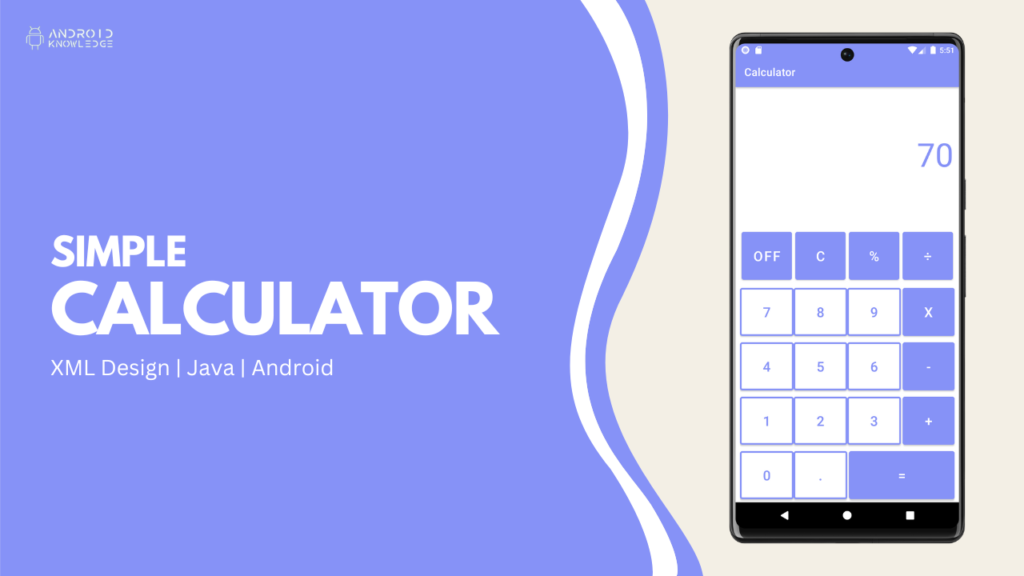 ANDROID
KNOWLEDGE
SIMPLE
CALCULATOR
XML Design | Java | Android
5:51
Calculator
70
OFF C % ÷
7 8 9 X
4 5 6 -
1 2 3 +
0 . =